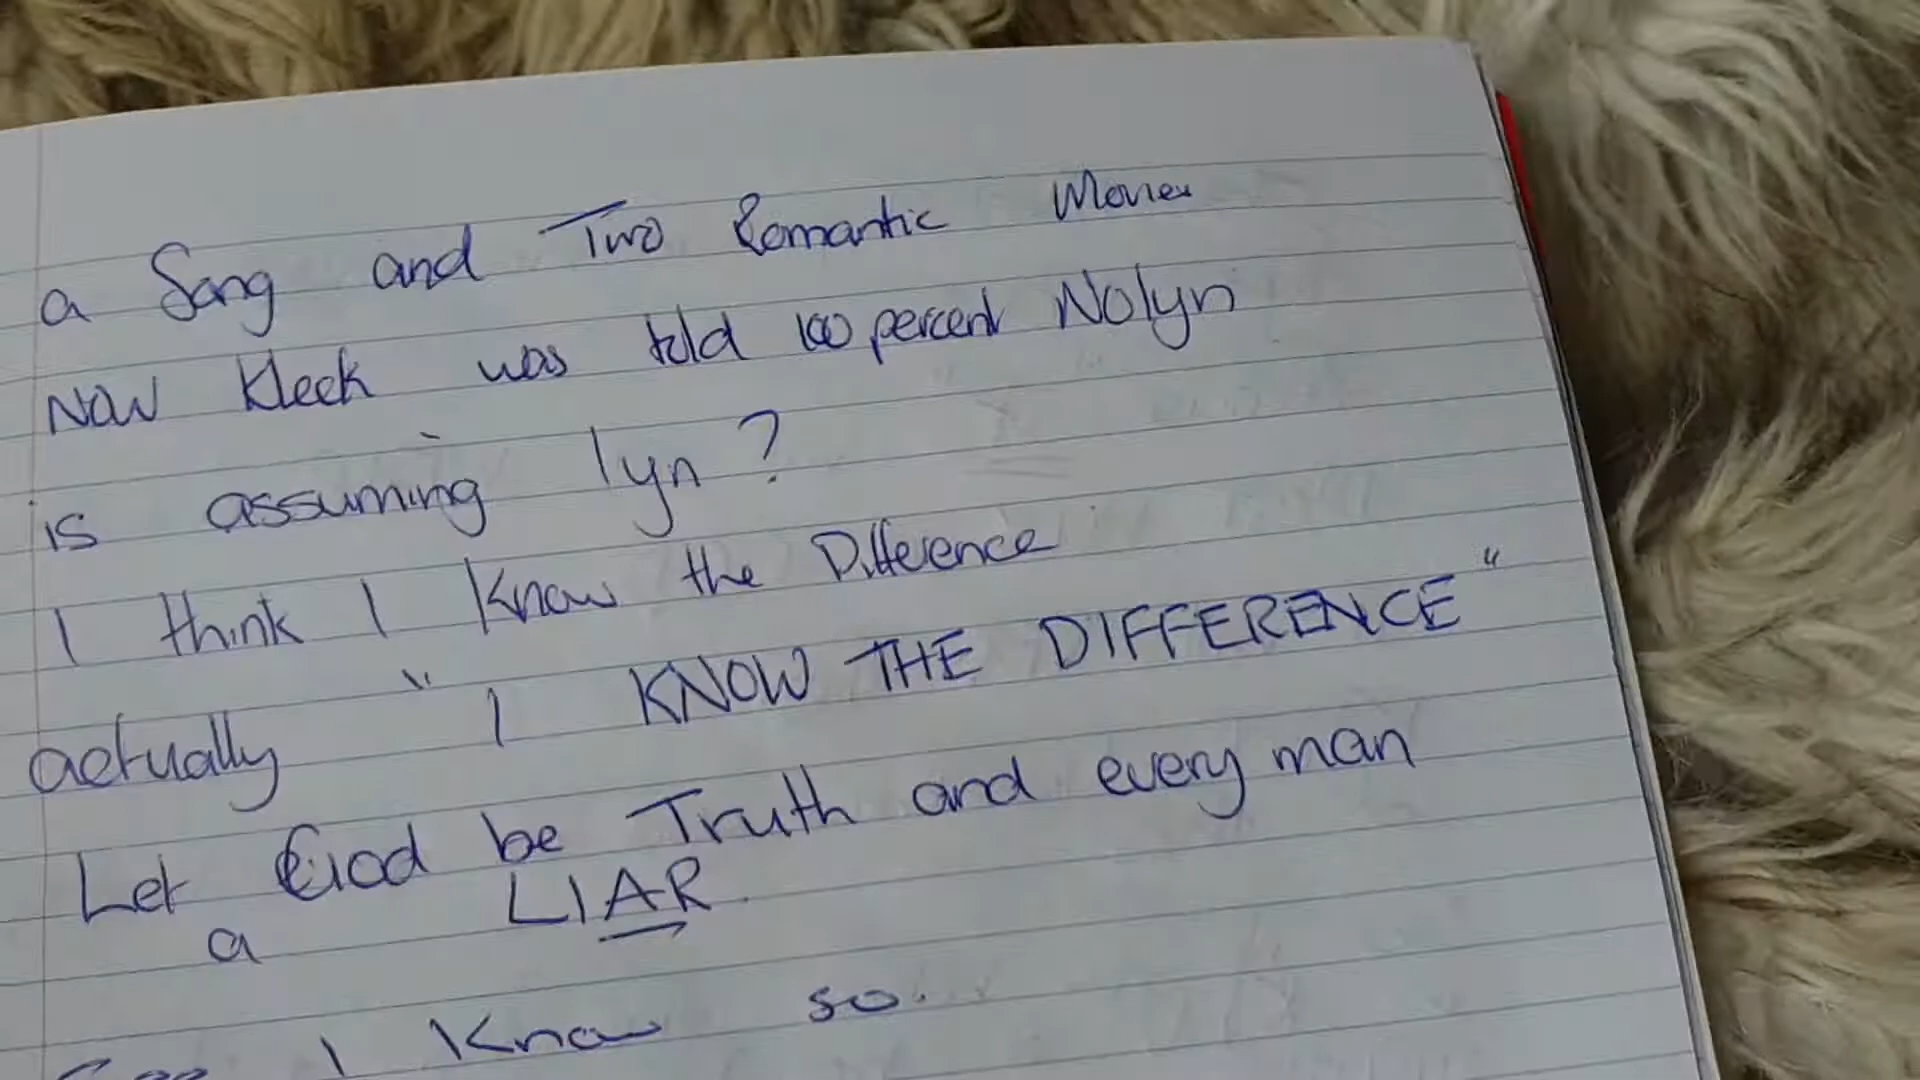 a Song and Two Romantic Movies
NOW Kleek was told 100 percent Nolyn
is assuming lyn?
I think I Know the Difference
actually " I KNOW THE DIFFERENCE "
Let God be Truth and every man
a LIAR
I Know so.